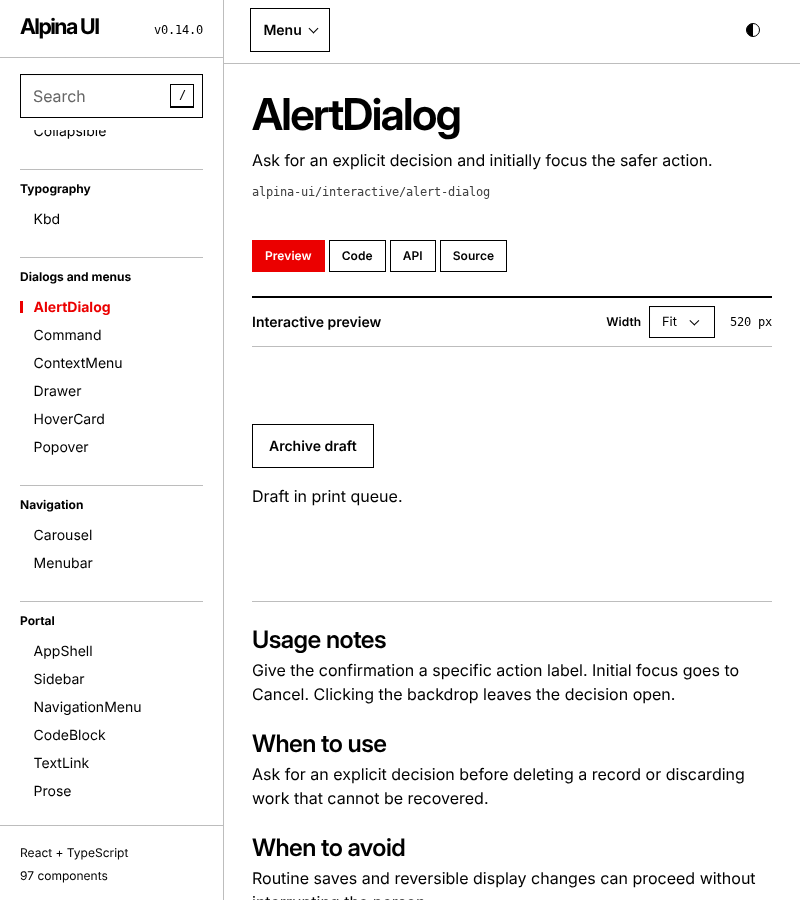 Alpina UI
v0.14.0
Search
/
Collapsible
Typography
Kbd
Dialogs and menus
AlertDialog
Command
ContextMenu
Drawer
HoverCard
Popover
Navigation
Carousel
Menubar
Portal
AppShell
Sidebar
NavigationMenu
CodeBlock
TextLink
Prose
React + TypeScript
97 components
Menu
AlertDialog
Ask for an explicit decision and initially focus the safer action.
alpina-ui/interactive/alert-dialog
Preview
Code
API
Source
Interactive preview
Width
Fit
520 px
Archive draft
Draft in print queue.
Usage notes
Give the confirmation a specific action label. Initial focus goes to
Cancel. Clicking the backdrop leaves the decision open.
When to use
Ask for an explicit decision before deleting a record or discarding
work that cannot be recovered.
When to avoid
Routine saves and reversible display changes can proceed without
interrupting the person.